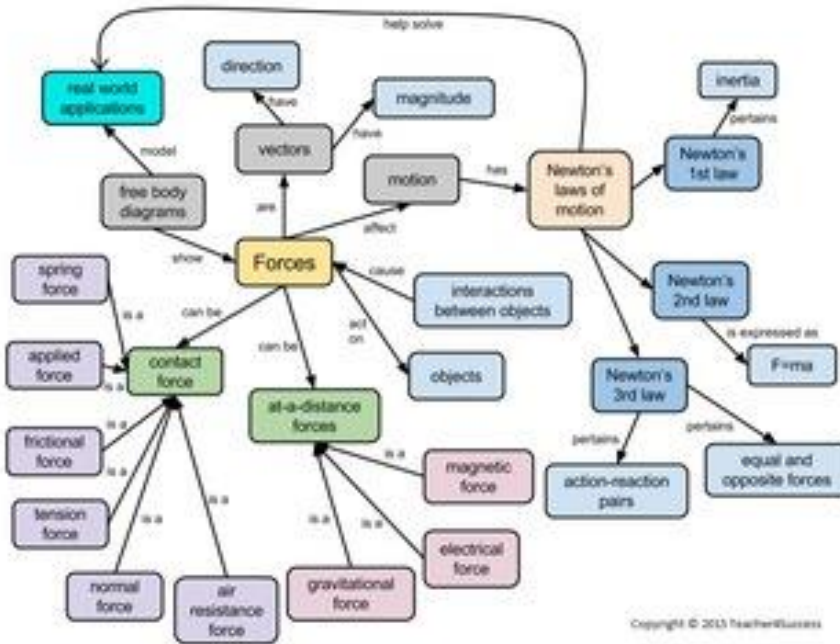 help solve
direction
real world
applications
have
magnitude
inertia
pertains
model
vectors
have
Newton's
1st law
free body
diagrams
motion
has
Newton's
laws of
motion
are
affect
show
Forces
spring
force
cause
interactions
between objects
Newton's
2nd law
is a
can be
act
on
is expressed as
applied
force
contact
force
can be
objects
Newton's
3rd law
F=ma
is a
at-a-distance
forces
is a
pertains
pertains
frictional
force
is a
is a
magnetic
force
action-reaction
pairs
equal and
opposite forces
tension
force
is a
is a
is a
is a
electrical
force
normal
force
air
resistance
force
gravitational
force
Copyright © 2015 Teacher4Success